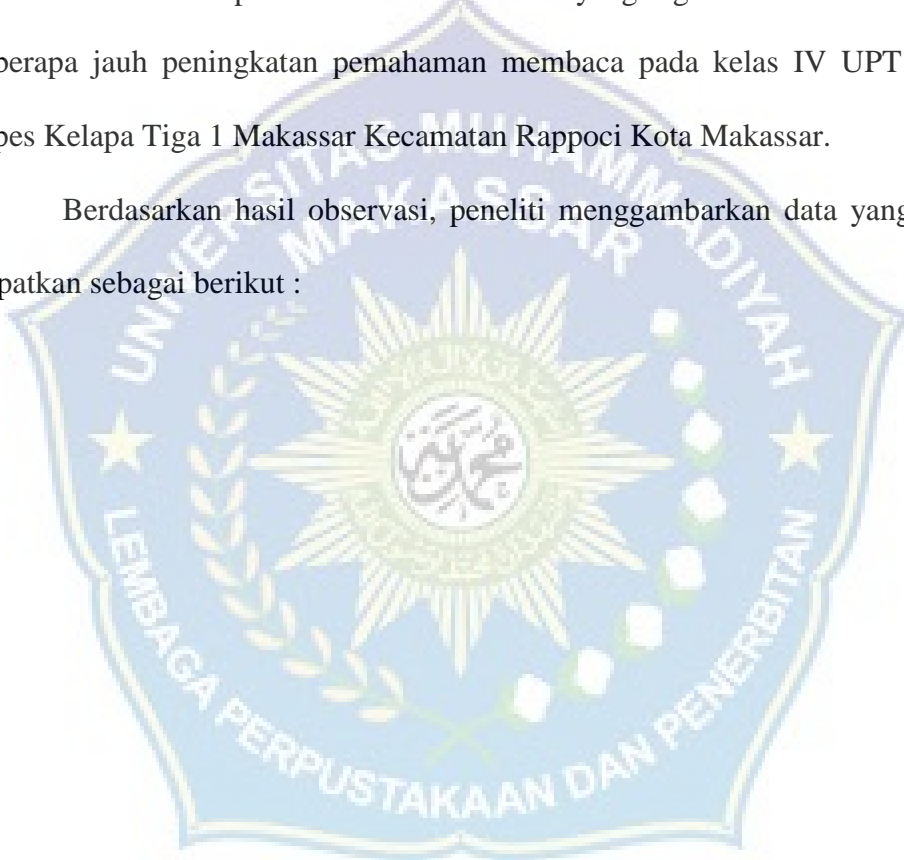 berapa jauh peningkatan pemahaman membaca pada kelas IV UPT
pes Kelapa Tiga 1 Makassar Kecamatan Rappoci Kota Makassar.
Berdasarkan hasil observasi, peneliti menggambarkan data yang
patkan sebagai berikut :
UNIVERSITAS MUHAMMADIYAH
MAKASSAR
LEMBAGA PERPUSTAKAAN DAN PENERBITAN